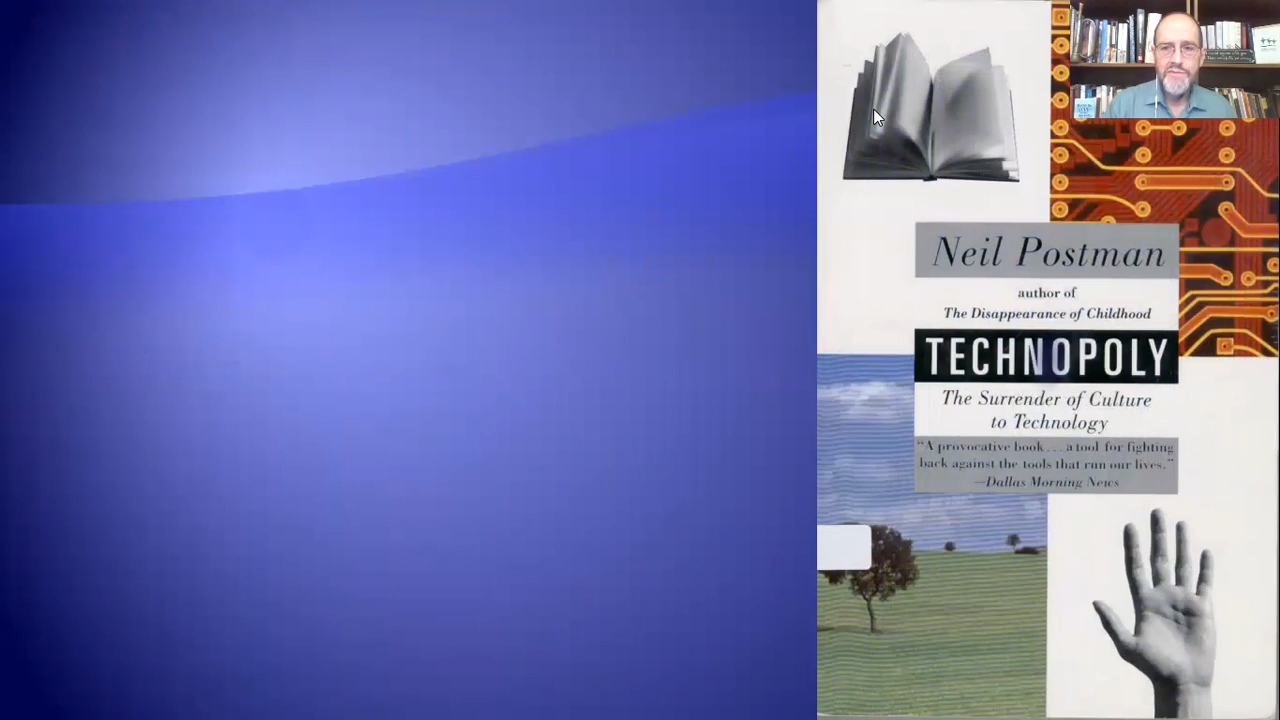 Neil Postman
author of
The Disappearance of Childhood
TECHNOPOLY
The Surrender of Culture
to Technology
"A provocative book . . . a tool for fighting
back against the tools that run our lives."
—Dallas Morning News